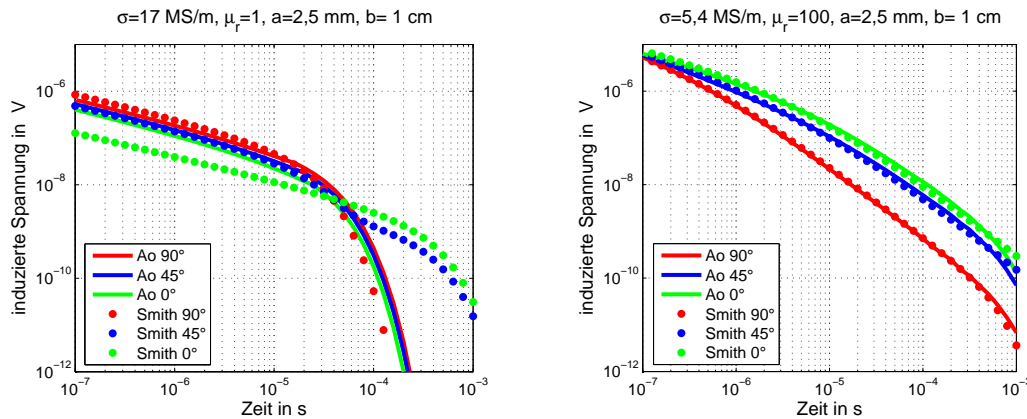 σ=17 MS/m, μr=1, a=2,5 mm, b= 1 cm
induzierte Spannung in V
10^-6
10^-8
10^-10
10^-12
Ao 90°
Ao 45°
Ao 0°
Smith 90°
Smith 45°
Smith 0°
10^-7
10^-6
10^-5
10^-4
10^-3
Zeit in s
σ=5,4 MS/m, μr=100, a=2,5 mm, b= 1 cm
induzierte Spannung in V
10^-6
10^-8
10^-10
10^-12
Ao 90°
Ao 45°
Ao 0°
Smith 90°
Smith 45°
Smith 0°
10^-7
10^-6
10^-5
10^-4
10^-3
Zeit in s